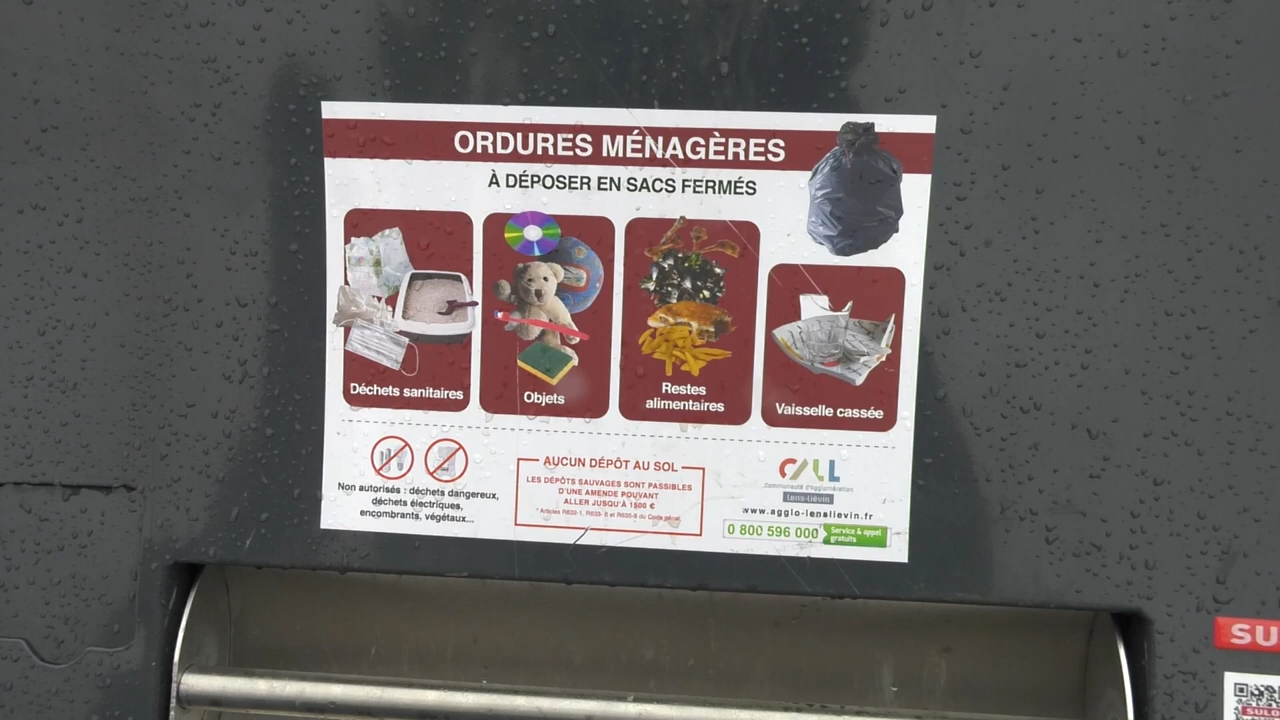 ORDURES MÉNAGÈRES
À DÉPOSER EN SACS FERMÉS
Déchets sanitaires
Objets
Restes
alimentaires
Vaisselle cassée
Non autorisés : déchets dangereux,
déchets électriques,
encombrants, végétaux...
AUCUN DÉPÔT AU SOL
LES DÉPÔTS SAUVAGES SONT PASSIBLES
D'UNE AMENDE POUVANT
ALLER JUSQU'À 1500 €
* Articles R632-1, R633-6 et R635-8 du Code pénal
CALL
Communauté d'agglomération
Lens-Liévin
www.agglo-lenslievin.fr
0 800 596 000 Service & appel
gratuits
SU
SULO